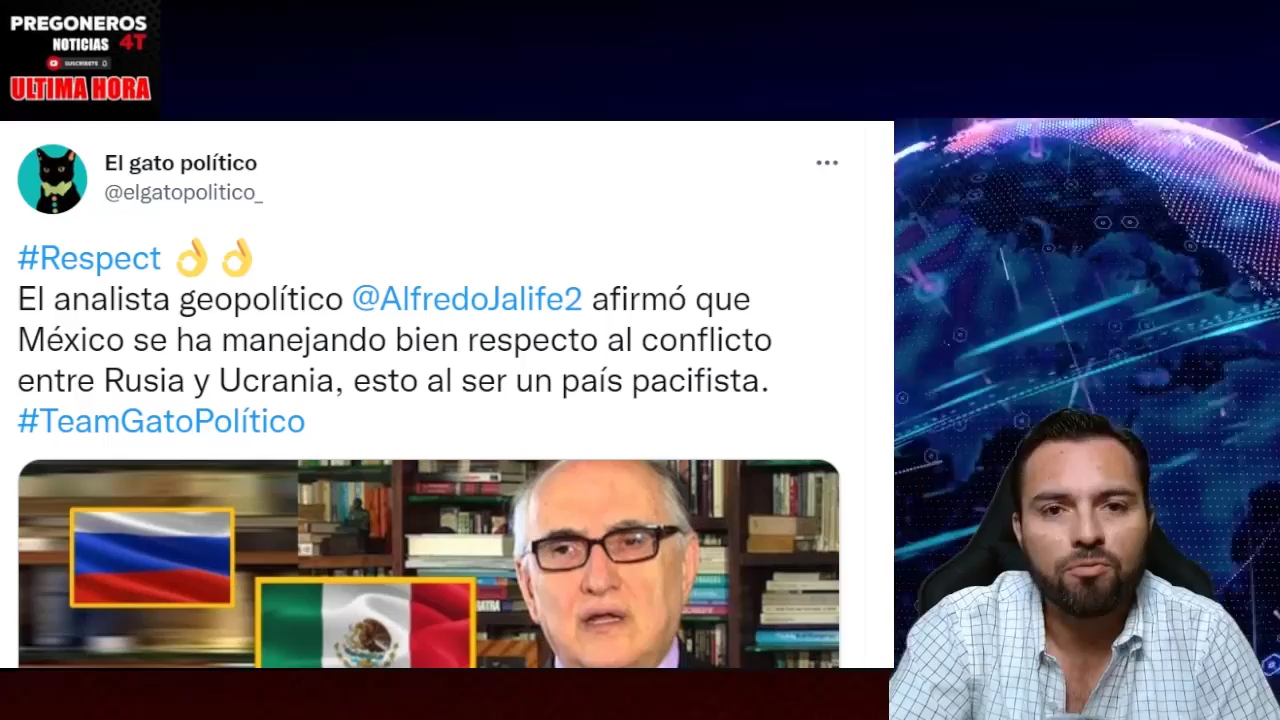 PREGONEROS
NOTICIAS 4T
SUSCRIBETE
ULTIMA HORA
El gato político
@elgatopolitico_
#Respect 👌👌
El analista geopolítico @AlfredoJalife2 afirmó que
México se ha manejando bien respecto al conflicto
entre Rusia y Ucrania, esto al ser un país pacifista.
#TeamGatoPolítico